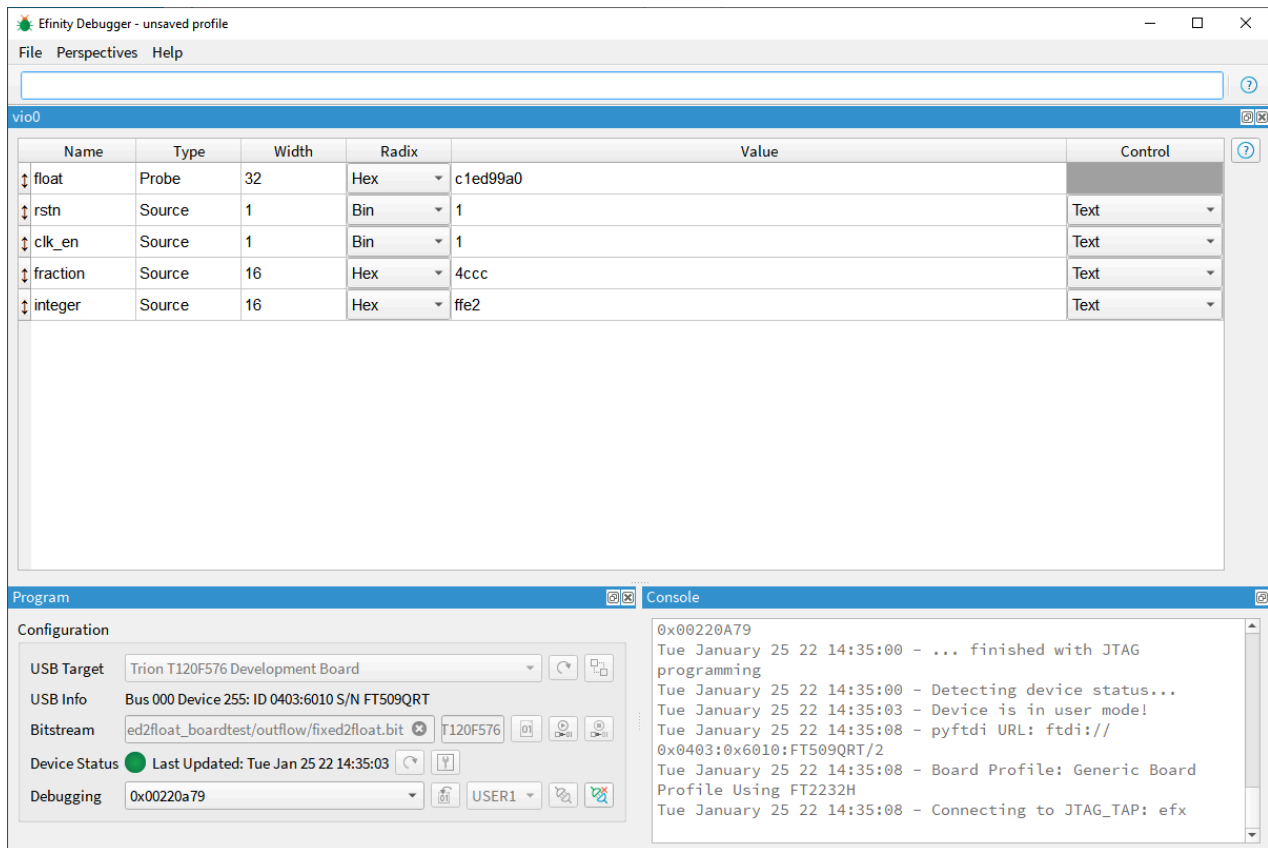 Efinity Debugger - unsaved profile
File Perspectives Help
vio0
Name Type Width Radix Value Control
float Probe 32 Hex c1ed99a0
rstn Source 1 Bin 1 Text
clk_en Source 1 Bin 1 Text
fraction Source 16 Hex 4ccc Text
integer Source 16 Hex ffe2 Text
Program
Configuration
USB Target Trion T120F576 Development Board
USB Info Bus 000 Device 255: ID 0403:6010 S/N FT509QRT
Bitstream ed2float_boardtest/outflow/fixed2float.bit T120F576
Device Status Last Updated: Tue Jan 25 22 14:35:03
Debugging 0x00220a79 USER1
Console
0x00220A79
Tue January 25 22 14:35:00 - ... finished with JTAG
programming
Tue January 25 22 14:35:00 - Detecting device status...
Tue January 25 22 14:35:03 - Device is in user mode!
Tue January 25 22 14:35:08 - pyftdi URL: ftdi://
0x0403:0x6010:FT509QRT/2
Tue January 25 22 14:35:08 - Board Profile: Generic Board
Profile Using FT2232H
Tue January 25 22 14:35:08 - Connecting to JTAG_TAP: efx